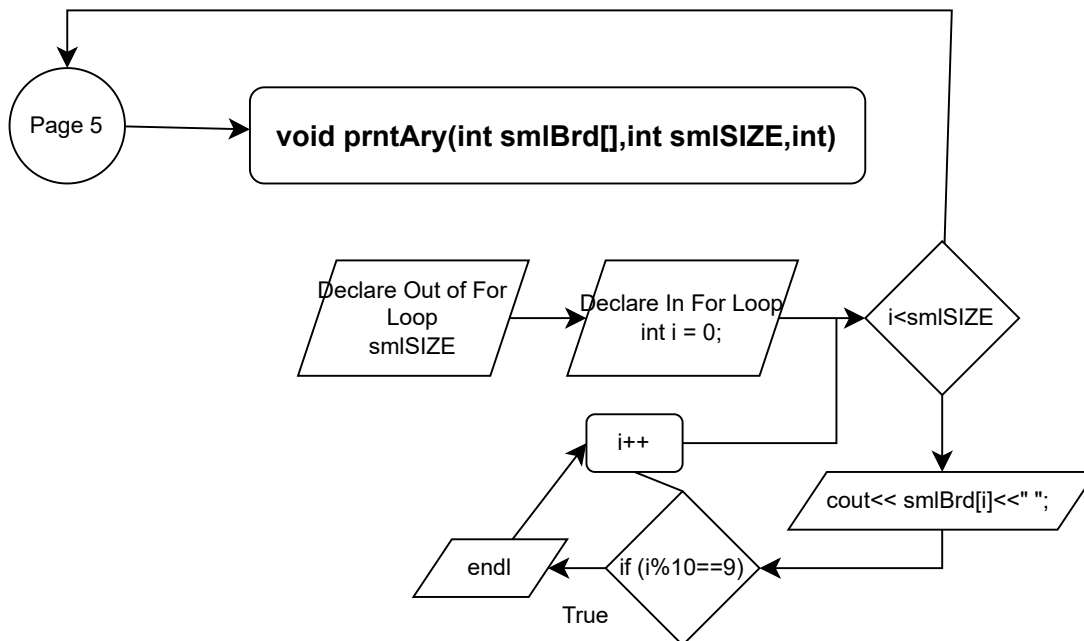 Page 5
void prntAry(int smlBrd[],int smlSIZE,int)
Declare Out of For
Loop
smlSIZE
Declare In For Loop
int i = 0;
i<smlSIZE
i++
cout<< smlBrd[i]<<" ";
endl
if (i%10==9)
True